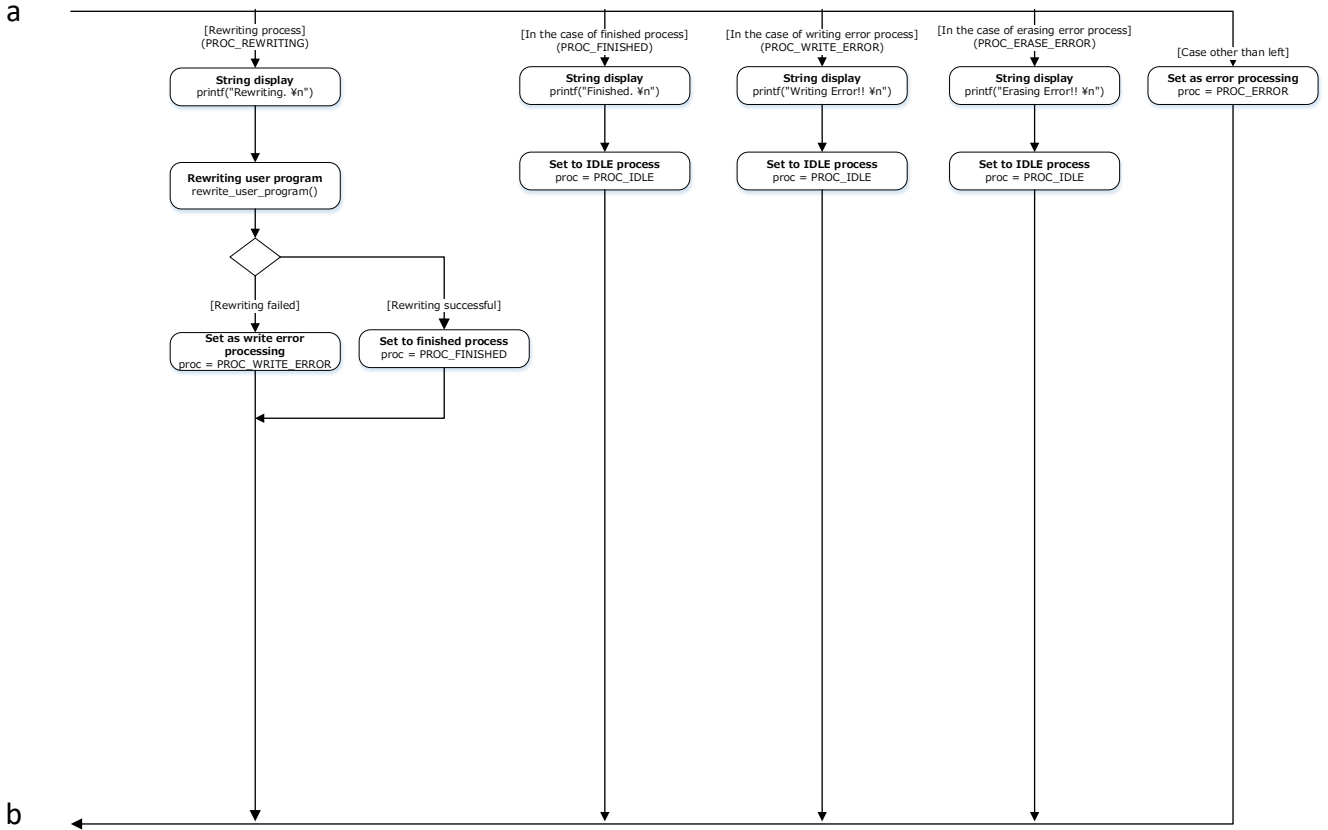 a
[Rewriting process]
(PROC_REWRITING)
String display
printf("Rewriting. ¥n")
Rewriting user program
rewrite_user_program()
[Rewriting failed]
[Rewriting successful]
Set as write error
processing
proc = PROC_WRITE_ERROR
Set to finished process
proc = PROC_FINISHED
[In the case of finished process]
(PROC_FINISHED)
String display
printf("Finished. ¥n")
Set to IDLE process
proc = PROC_IDLE
[In the case of writing error process]
(PROC_WRITE_ERROR)
String display
printf("Writing Error!! ¥n")
Set to IDLE process
proc = PROC_IDLE
[In the case of erasing error process]
(PROC_ERASE_ERROR)
String display
printf("Erasing Error!! ¥n")
Set to IDLE process
proc = PROC_IDLE
[Case other than left]
Set as error processing
proc = PROC_ERROR
b